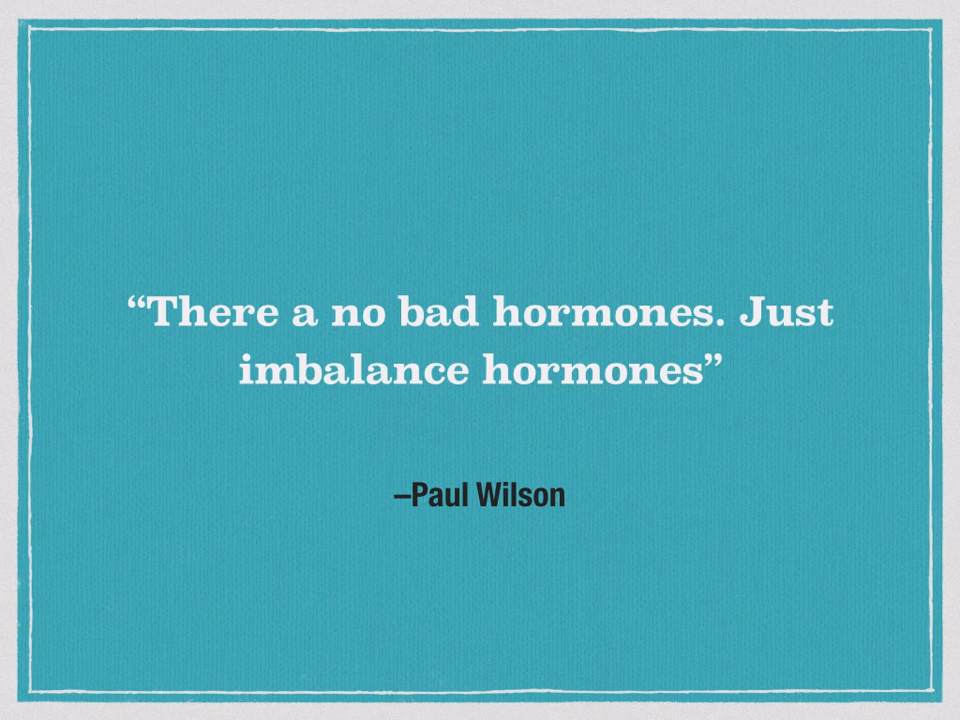 “There a no bad hormones. Just
imbalance hormones”
–Paul Wilson